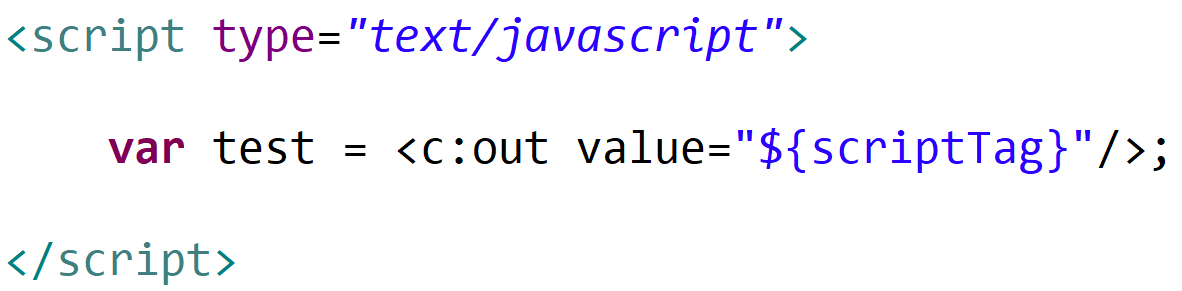 <script type="text/javascript">
var test = <c:out value="${scriptTag}"/>;
</script>